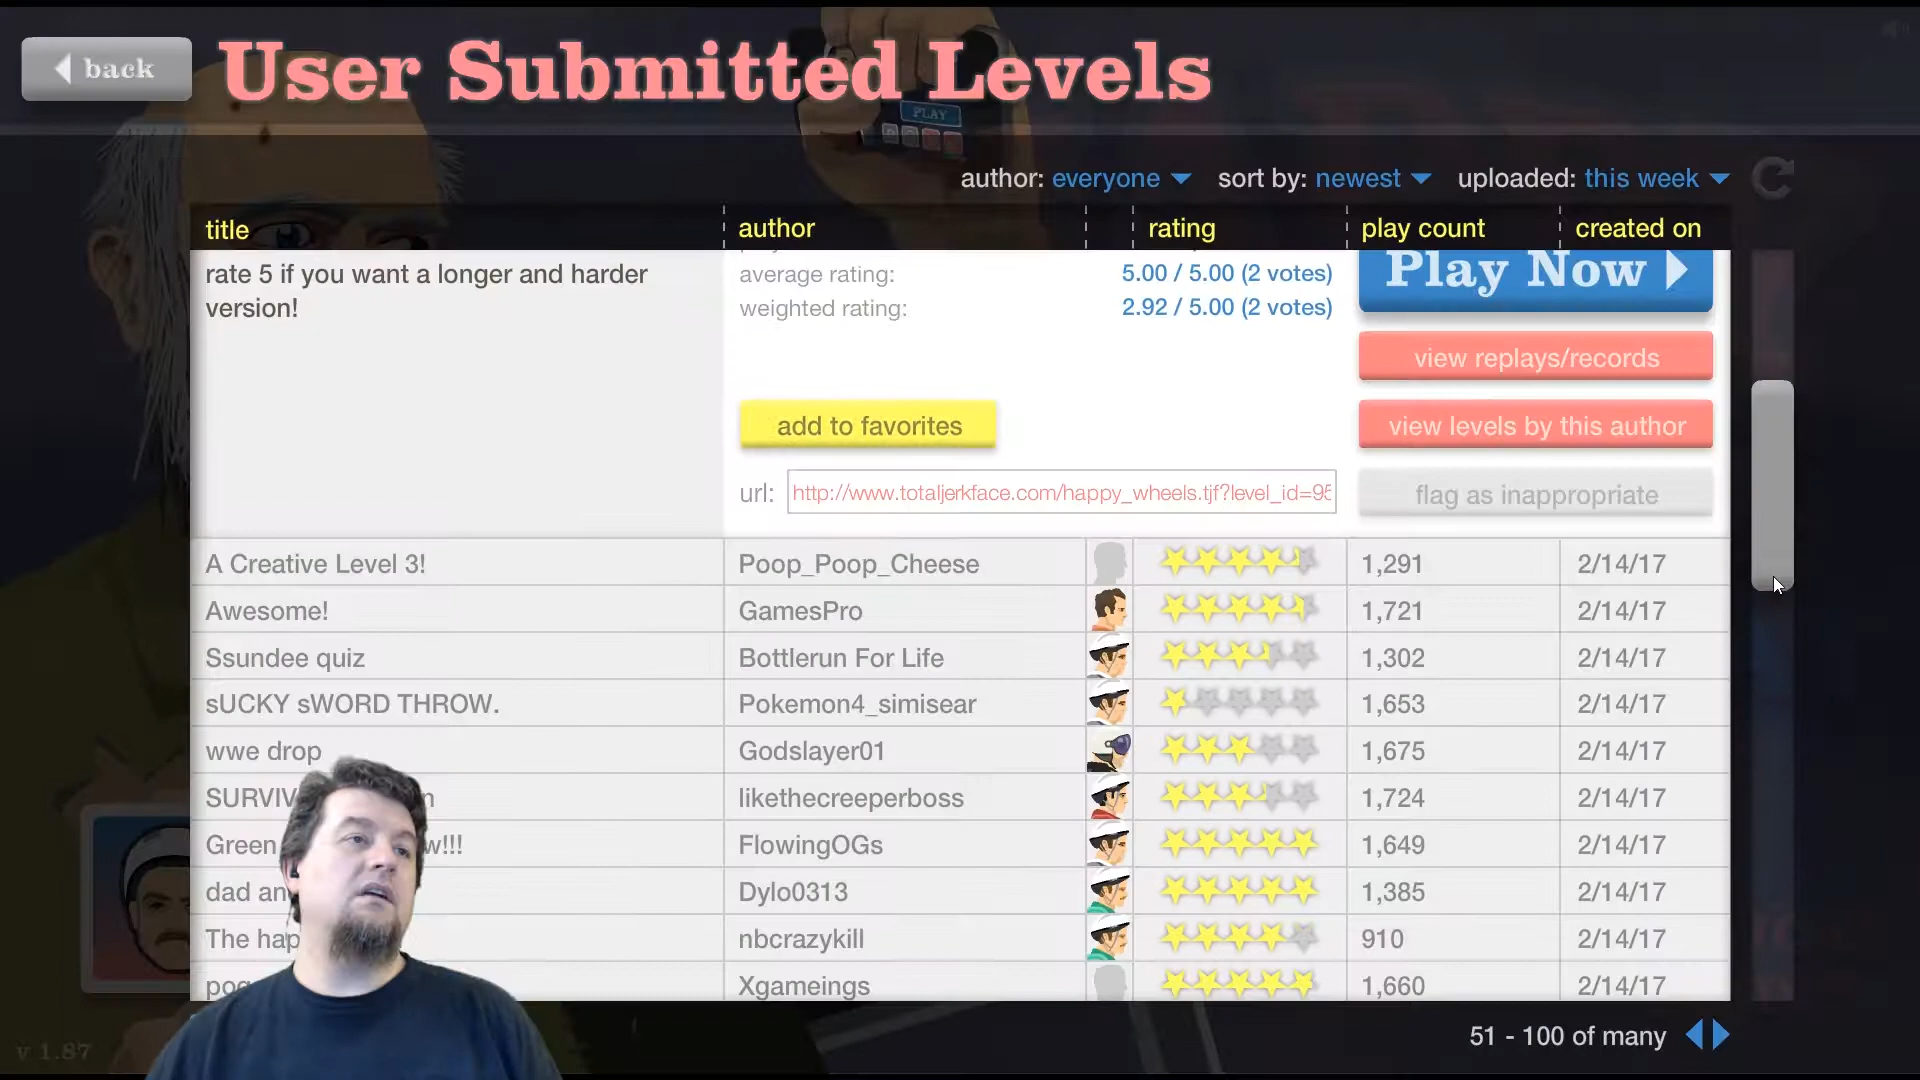 back
User Submitted Levels
PLAY
author: everyone sort by: newest uploaded: this week
title author rating play count created on
rate 5 if you want a longer and harder
version!
average rating: 5.00 / 5.00 (2 votes)
weighted rating: 2.92 / 5.00 (2 votes)
Play Now
view replays/records
add to favorites
view levels by this author
url: http://www.totaljerkface.com/happy_wheels.tjf?level_id=95
flag as inappropriate
A Creative Level 3! Poop_Poop_Cheese 1,291 2/14/17
Awesome! GamesPro 1,721 2/14/17
Ssundee quiz Bottlerun For Life 1,302 2/14/17
sUCKY sWORD THROW. Pokemon4_simisear 1,653 2/14/17
wwe drop Godslayer01 1,675 2/14/17
likethecreeperboss 1,724 2/14/17
Green FlowingOGs 1,649 2/14/17
dad Dylo0313 1,385 2/14/17
The nbcrazykill 910 2/14/17
Xgameings 1,660 2/14/17
51 - 100 of many
v 1.87